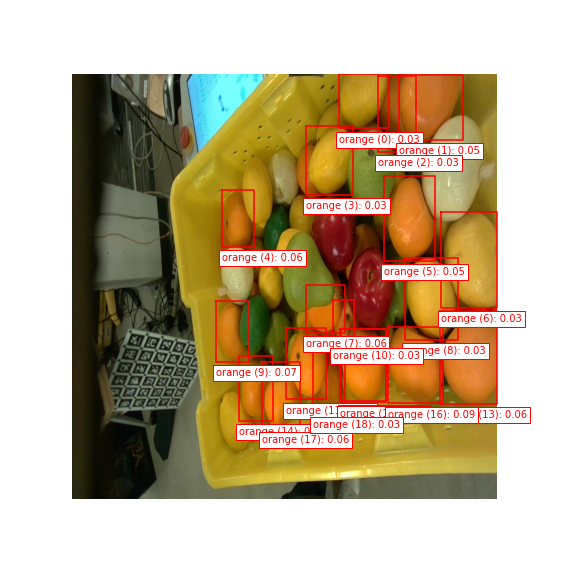 orange (0): 0.03
orange (1): 0.05
orange (2): 0.03
orange (3): 0.03
orange (4): 0.06
orange (5): 0.05
orange (6): 0.03
orange (7): 0.06
(8): 0.03
orange (10): 0.03
orange (9): 0.07
orange
orange (16): 0.09
(13): 0.06
orange (18): 0.03
orange (14):
orange (17): 0.06